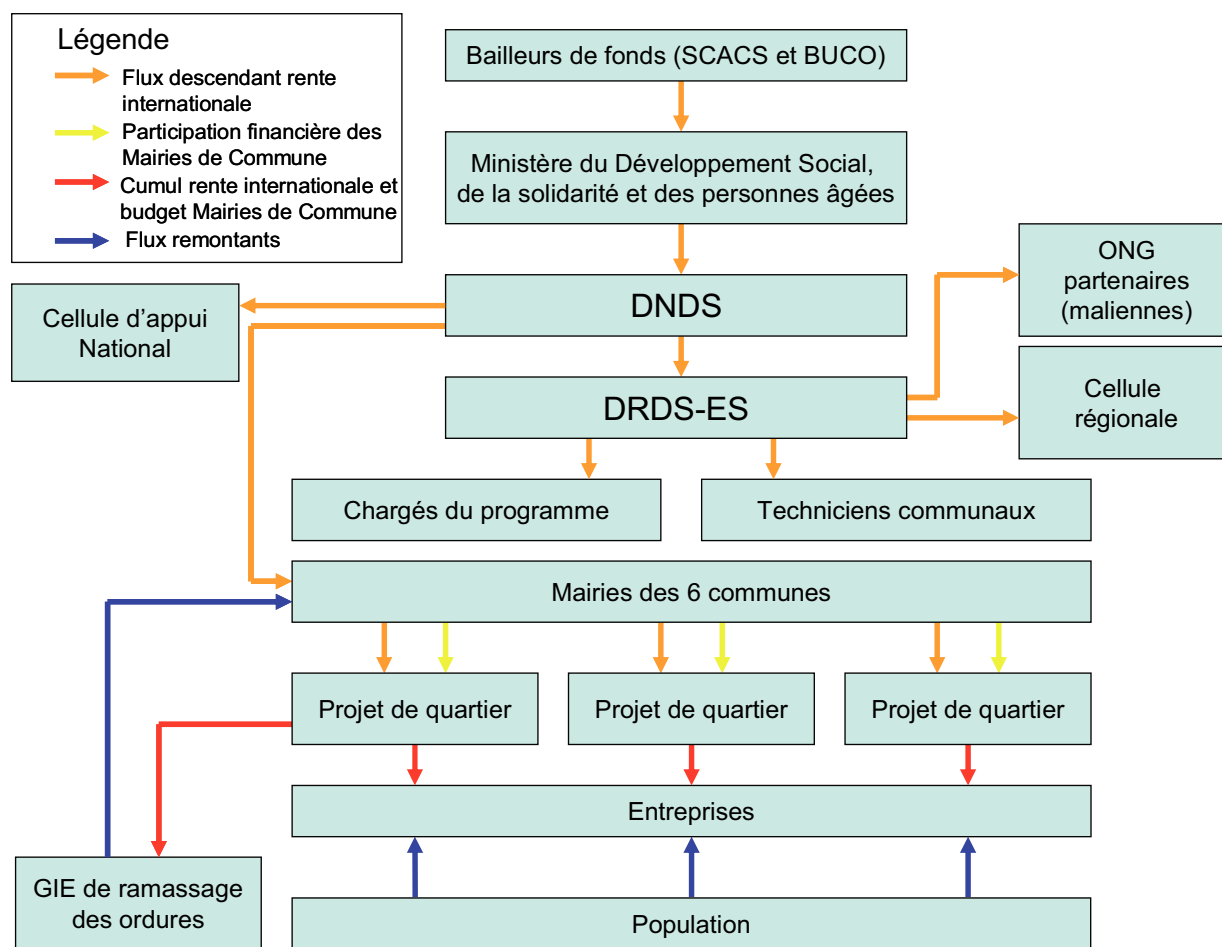 Légende
Flux descendant rente
internationale
Participation financière des
Mairies de Commune
Cumul rente internationale et
budget Mairies de Commune
Flux remontants
Bailleurs de fonds (SCACS et BUCO)
Ministère du Développement Social,
de la solidarité et des personnes âgées
DNDS
Cellule d'appui
National
ONG
partenaires
(maliennes)
DRDS-ES
Cellule
régionale
Chargés du programme
Techniciens communaux
Mairies des 6 communes
Projet de quartier
Projet de quartier
Projet de quartier
Entreprises
GIE de ramassage
des ordures
Population